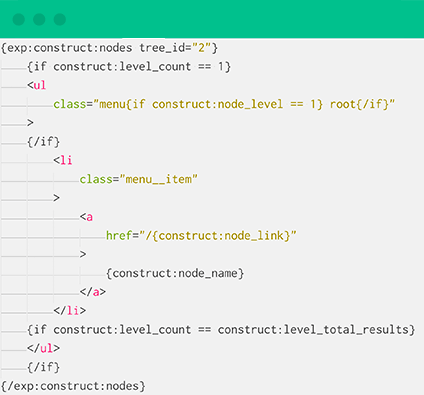 {exp:construct:nodes tree_id="2"}
    {if construct:level_count == 1}
    <ul
        class="menu{if construct:node_level == 1} root{/if}"
    >
    {/if}
        <li
            class="menu__item"
        >
            <a
                href="/{construct:node_link}"
            >
                {construct:node_name}
            </a>
        </li>
    {if construct:level_count == construct:level_total_results}
    </ul>
    {/if}
{/exp:construct:nodes}